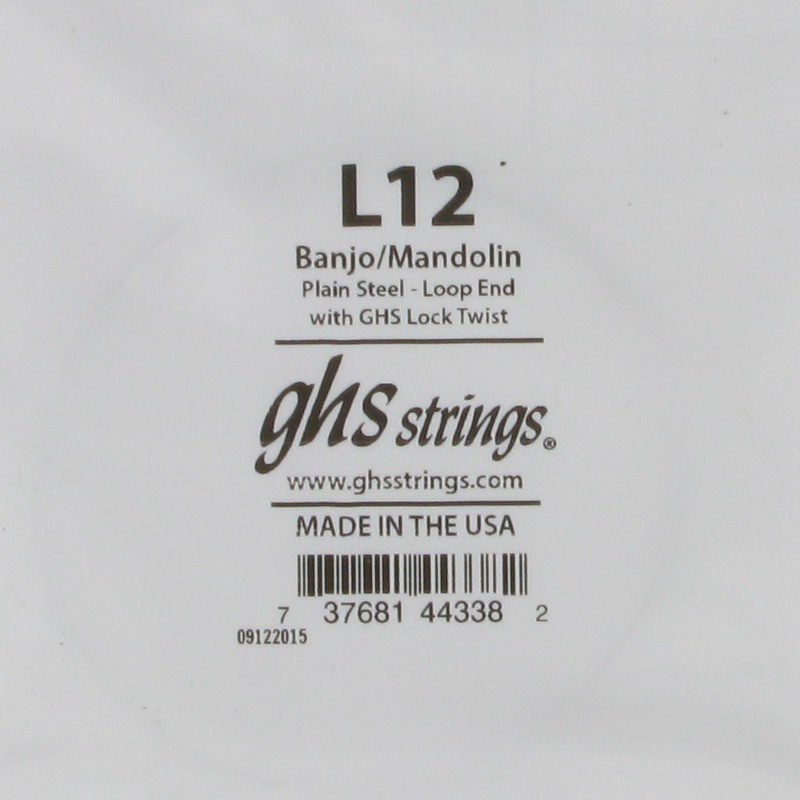 L12
Banjo/Mandolin
Plain Steel - Loop End
with GHS Lock Twist
ghs strings®
www.ghsstrings.com
MADE IN THE USA
7 37681 44338 2
09122015